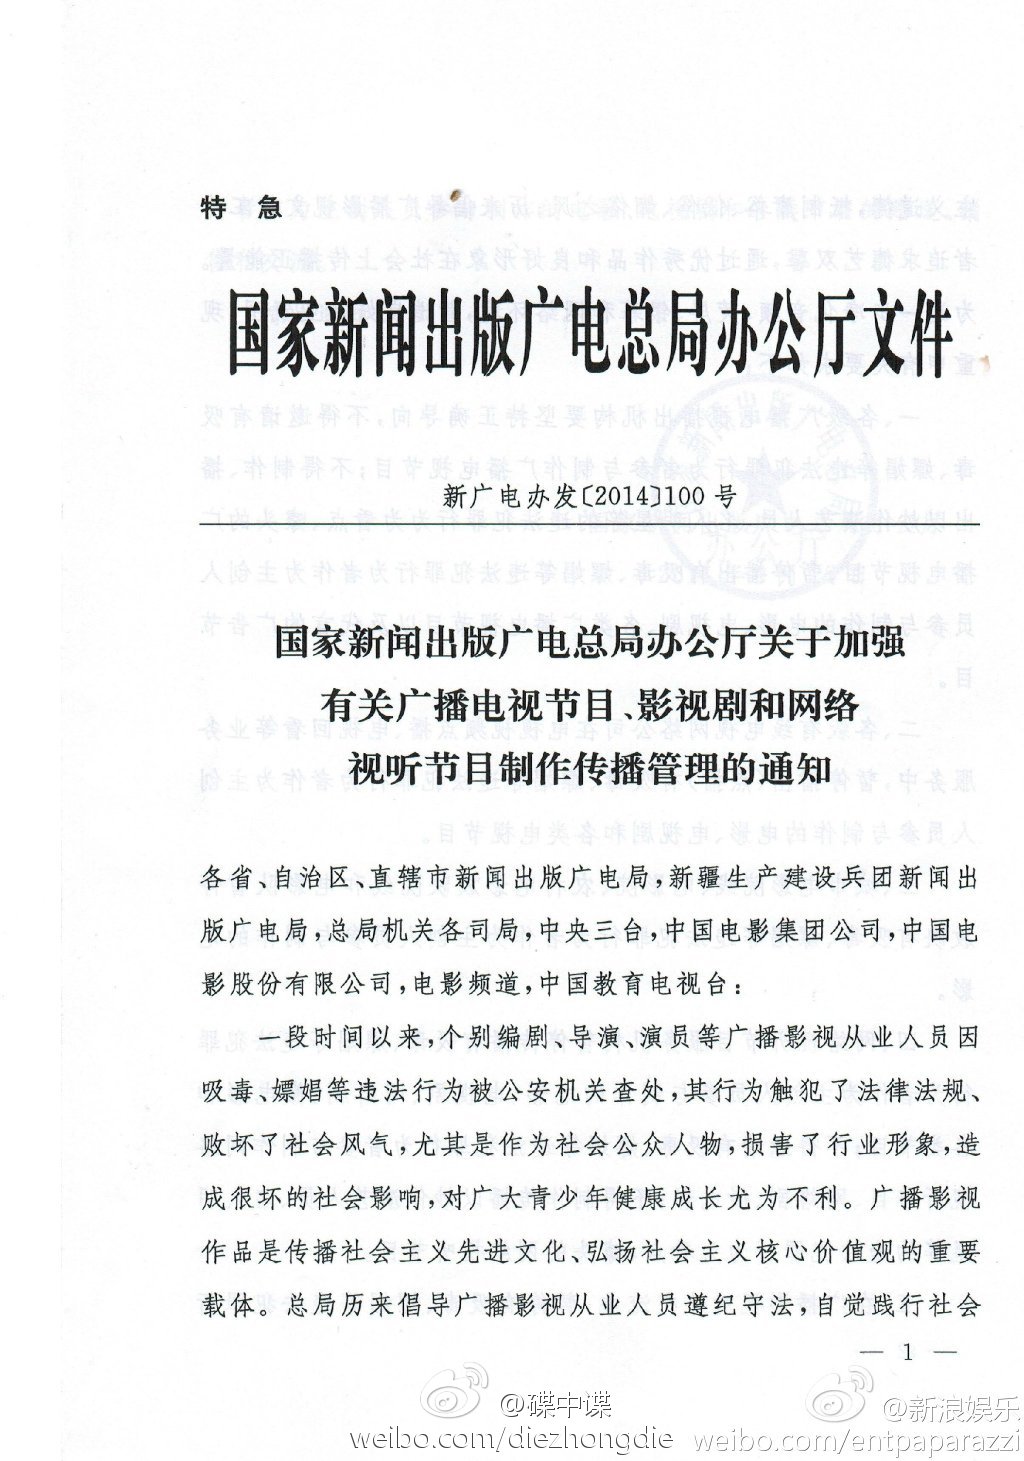 特 急
国家新闻出版广电总局办公厅文件
新广电办发〔2014〕100 号
国家新闻出版广电总局办公厅关于加强
有关广播电视节目、影视剧和网络
视听节目制作传播管理的通知
各省、自治区、直辖市新闻出版广电局,新疆生产建设兵团新闻出
版广电局,总局机关各司局,中央三台,中国电影集团公司,中国电
影股份有限公司,电影频道,中国教育电视台:
一段时间以来,个别编剧、导演、演员等广播影视从业人员因
吸毒、嫖娼等违法行为被公安机关查处,其行为触犯了法律法规、
败坏了社会风气,尤其是作为社会公众人物,损害了行业形象,造
成很坏的社会影响,对广大青少年健康成长尤为不利。广播影视
作品是传播社会主义先进文化、弘扬社会主义核心价值观的重要
载体。总局历来倡导广播影视从业人员遵纪守法,自觉践行社会
— 1 —
@碟中谍
weibo.com/diezhongdie
@新浪娱乐
weibo.com/entpaparazzi